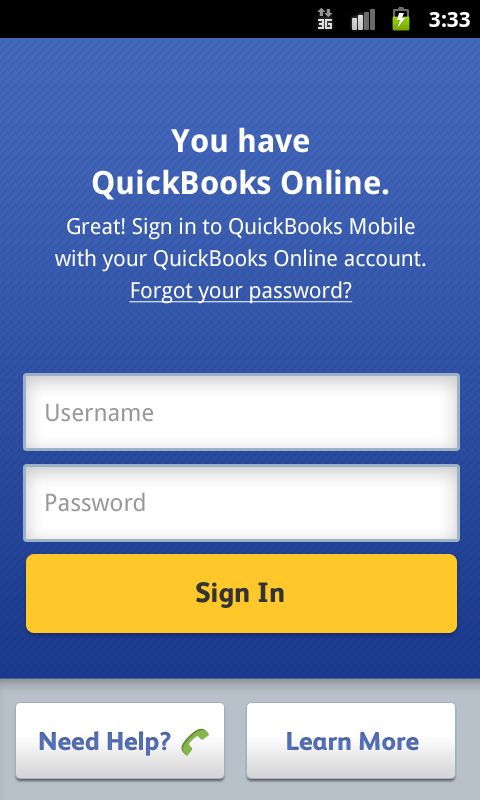 3G 3:33
You have
QuickBooks Online.
Great! Sign in to QuickBooks Mobile
with your QuickBooks Online account.
Forgot your password?
Username
Password
Sign In
Need Help? Learn More